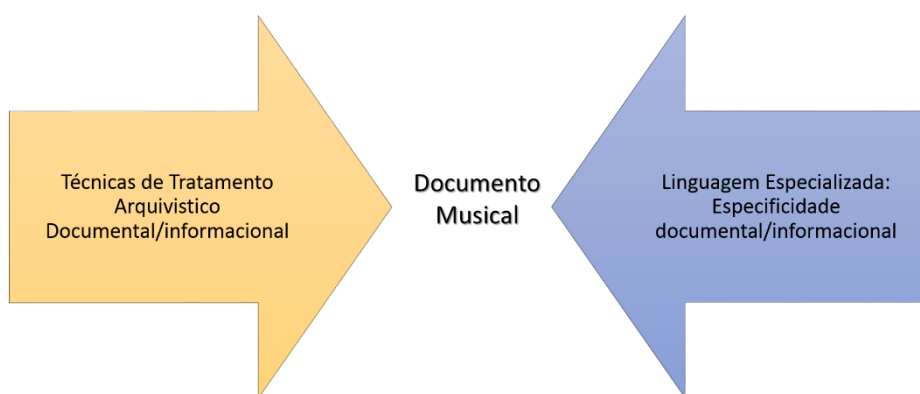 Técnicas de Tratamento
Arquivistico
Documental/informacional
Documento
Musical
Linguagem Especializada:
Especificidade
documental/informacional